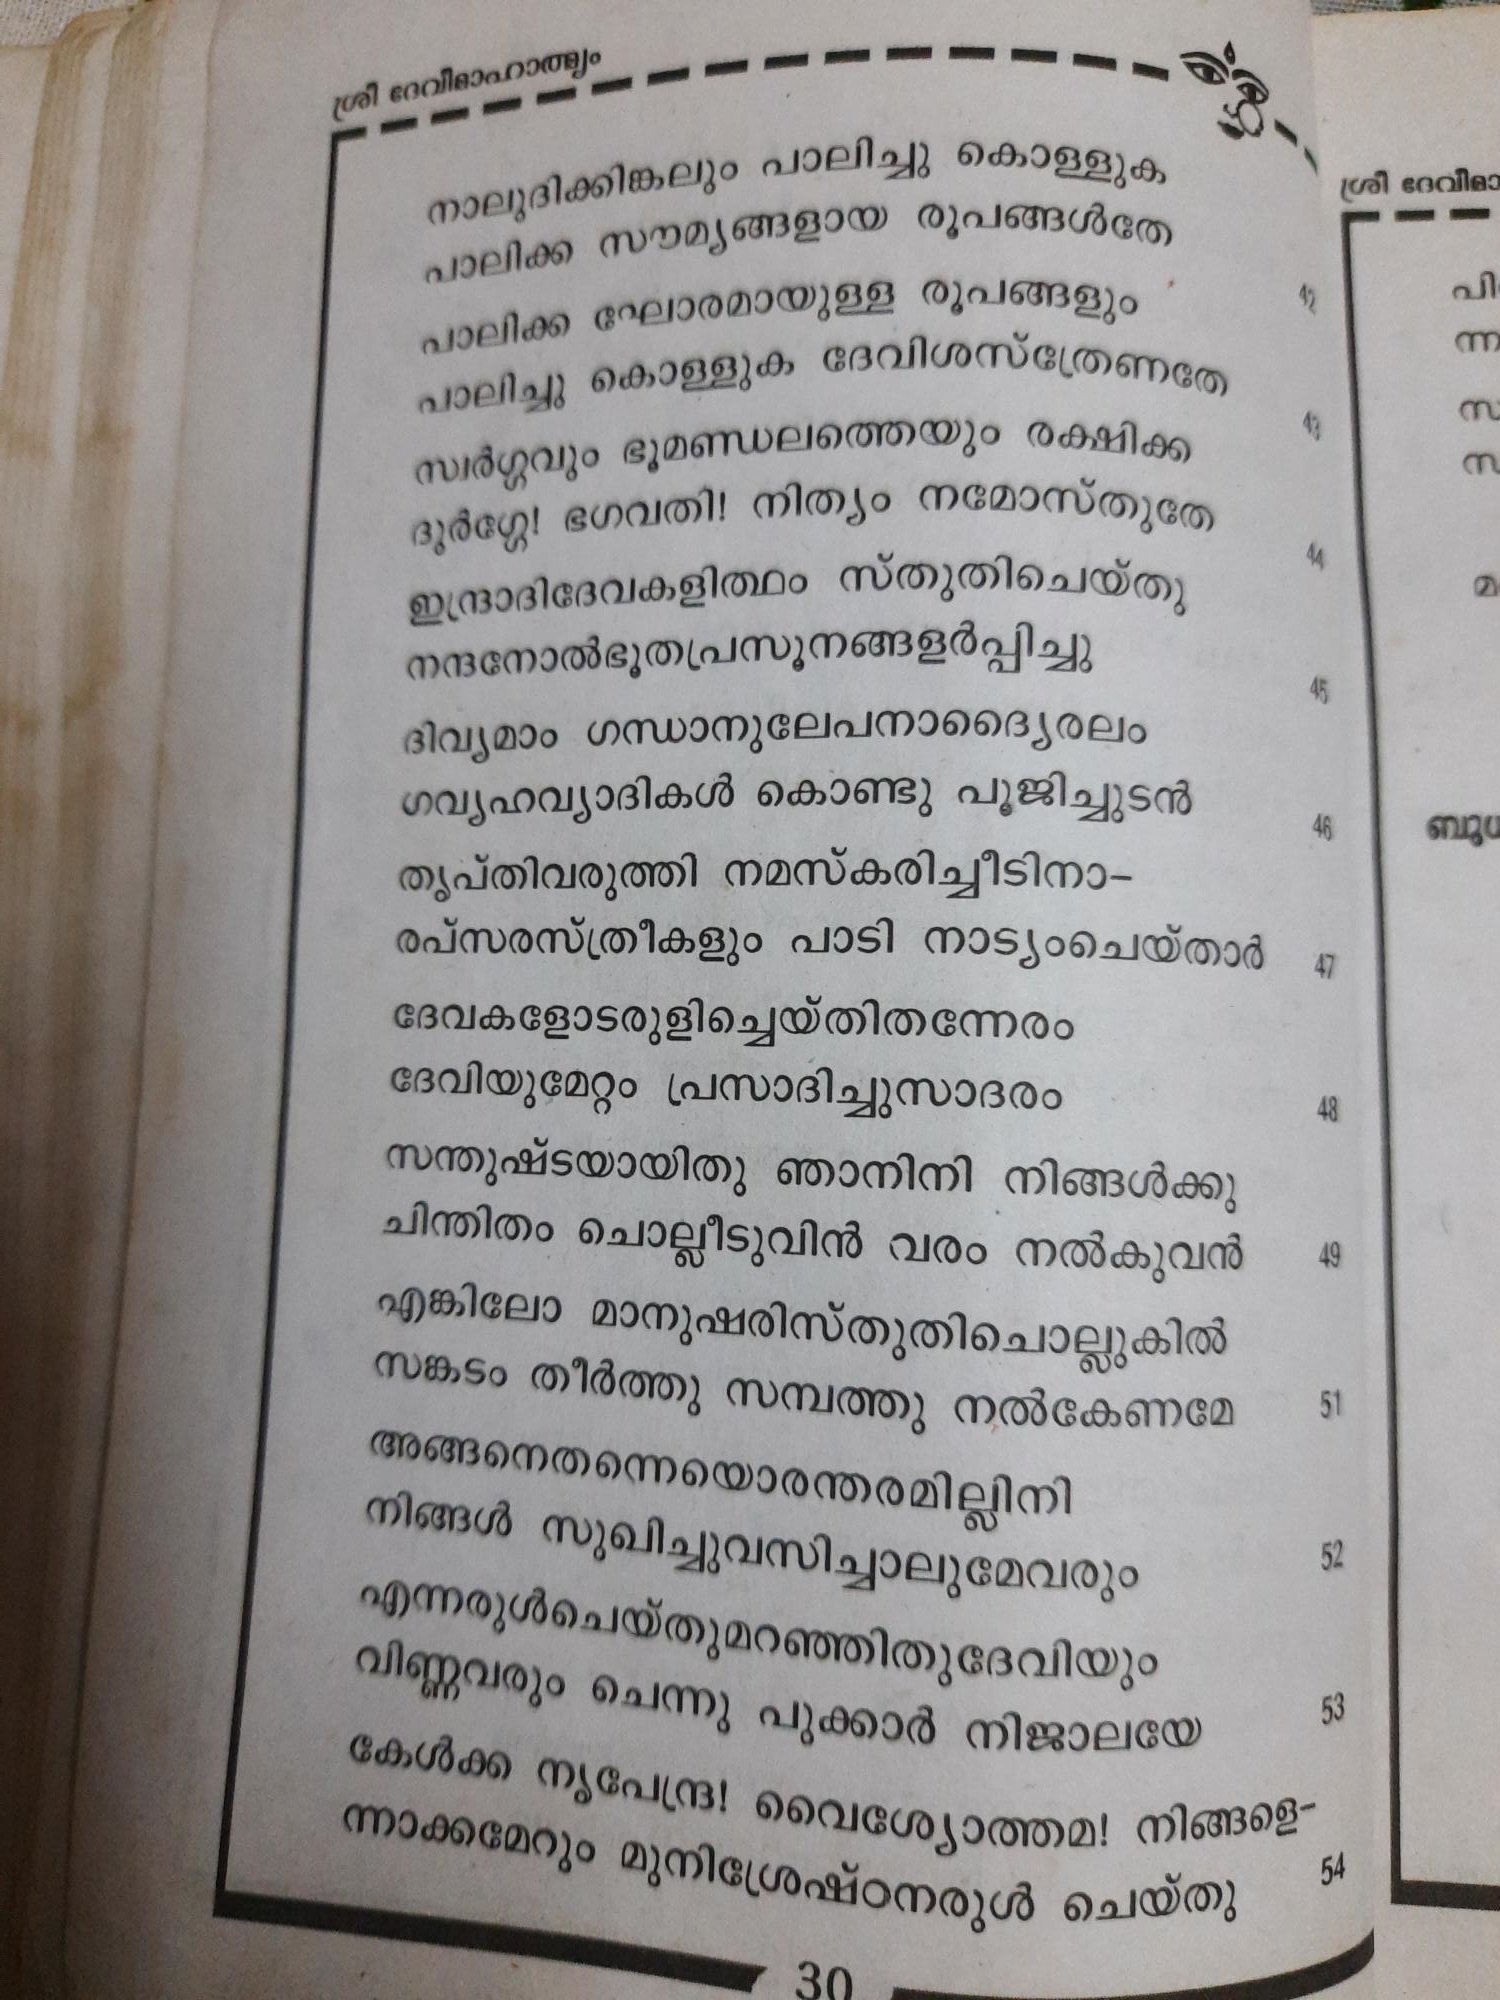 ശ്രീ ദേവീമാഹാത്മ്യം
നാലുദിക്കിങ്കലും പാലിച്ചു കൊള്ളുക
പാലിക്ക സൗമ്യങ്ങളായ രൂപങ്ങൾതേ 42
പാലിക്ക ഘോരമായുള്ള രൂപങ്ങളും
പാലിച്ചു കൊള്ളുക ദേവിശസ്ത്രേണതേ 43
സ്വർഗ്ഗവും ഭൂമണ്ഡലത്തെയും രക്ഷിക്ക
ദുർഗ്ഗേ! ഭഗവതി! നിത്യം നമോസ്തുതേ 44
ഇന്ദ്രാദിദേവകളിത്ഥം സ്തുതിചെയ്തു
നന്ദനോൽഭൂതപ്രസൂനങ്ങളർപ്പിച്ചു 45
ദിവ്യമാം ഗന്ധാനുലേപനാദ്യൈരലം
ഗവ്യഹവ്യാദികൾ കൊണ്ടു പൂജിച്ചുടൻ 46
തൃപ്തിവരുത്തി നമസ്കരിച്ചീടിനാ-
രപ്സരസ്ത്രീകളും പാടി നാട്യംചെയ്താർ 47
ദേവകളോടരുളിച്ചെയ്തിതന്നേരം
ദേവിയുമേറ്റം പ്രസാദിച്ചുസാദരം 48
സന്തുഷ്ടയായിതു ഞാനിനി നിങ്ങൾക്കു
ചിന്തിതം ചൊല്ലീടുവിൻ വരം നൽകുവൻ 49
എങ്കിലോ മാനുഷരിസ്തുതിചൊല്ലുകിൽ
സങ്കടം തീർത്തു സമ്പത്തു നൽകേണമേ 51
അങ്ങനെതന്നെയൊരന്തരമില്ലിനി
നിങ്ങൾ സുഖിച്ചുവസിച്ചാലുമേവരും 52
എന്നരുൾചെയ്തുമറഞ്ഞിതുദേവിയും
വിണ്ണവരും ചെന്നു പുക്കാർ നിജാലയേ 53
കേൾക്ക നൃപേന്ദ്ര! വൈശ്യോത്തമ! നിങ്ങളെ-
ന്നാക്കമേറും മുനിശ്രേഷ്ഠനരുൾ ചെയ്തു 54
30
ശ്രീ